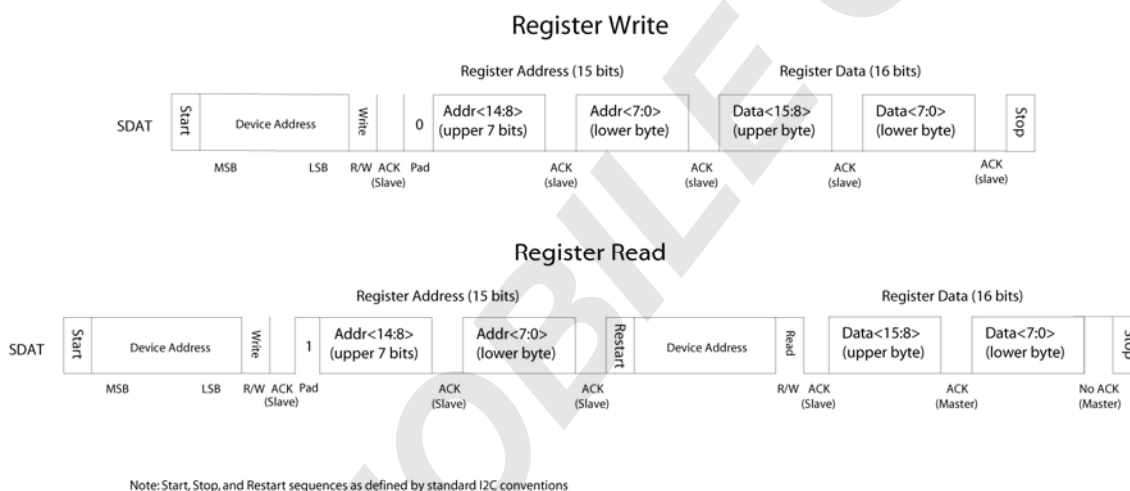 Register Write
Register Address (15 bits) Register Data (16 bits)
SDAT Start Device Address Write 0 Addr<14:8> Addr<7:0> Data<15:8> Data<7:0> Stop
(upper 7 bits) (lower byte) (upper byte) (lower byte)
MSB LSB R/W ACK Pad ACK ACK ACK ACK
(Slave) (slave) (slave) (slave) (slave)
Register Read
Register Address (15 bits) Register Data (16 bits)
SDAT Start Device Address Write 1 Addr<14:8> Addr<7:0> Restart Device Address Read Data<15:8> Data<7:0> Stop
(upper 7 bits) (lower byte) (upper byte) (lower byte)
MSB LSB R/W ACK Pad ACK ACK R/W ACK ACK No ACK
(Slave) (Slave) (Slave) (Slave) (Master) (Master)
Note: Start, Stop, and Restart sequences as defined by standard I2C conventions
OBILE